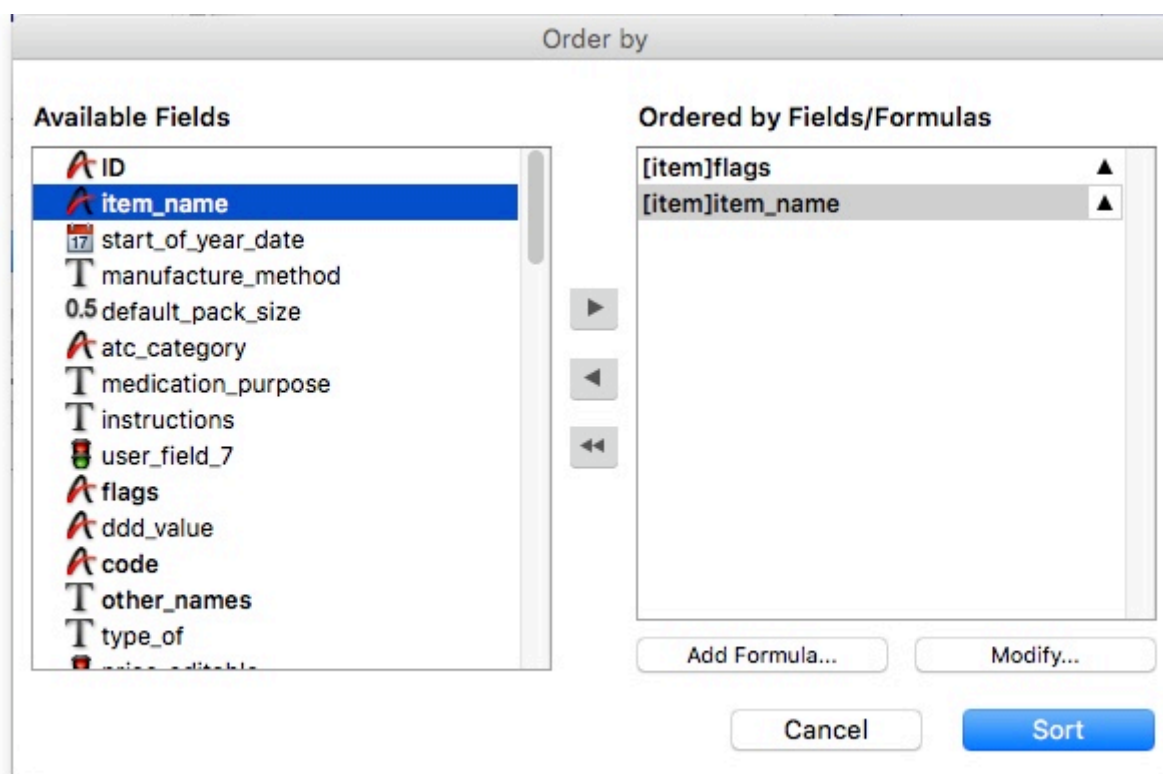 Order by
Available Fields
ID
item_name
17 start_of_year_date
T manufacture_method
0.5 default_pack_size
atc_category
T medication_purpose
T instructions
user_field_7
flags
ddd_value
code
T other_names
T type_of
Ordered by Fields/Formulas
[item]flags
[item]item_name
Add Formula...
Modify...
Cancel
Sort